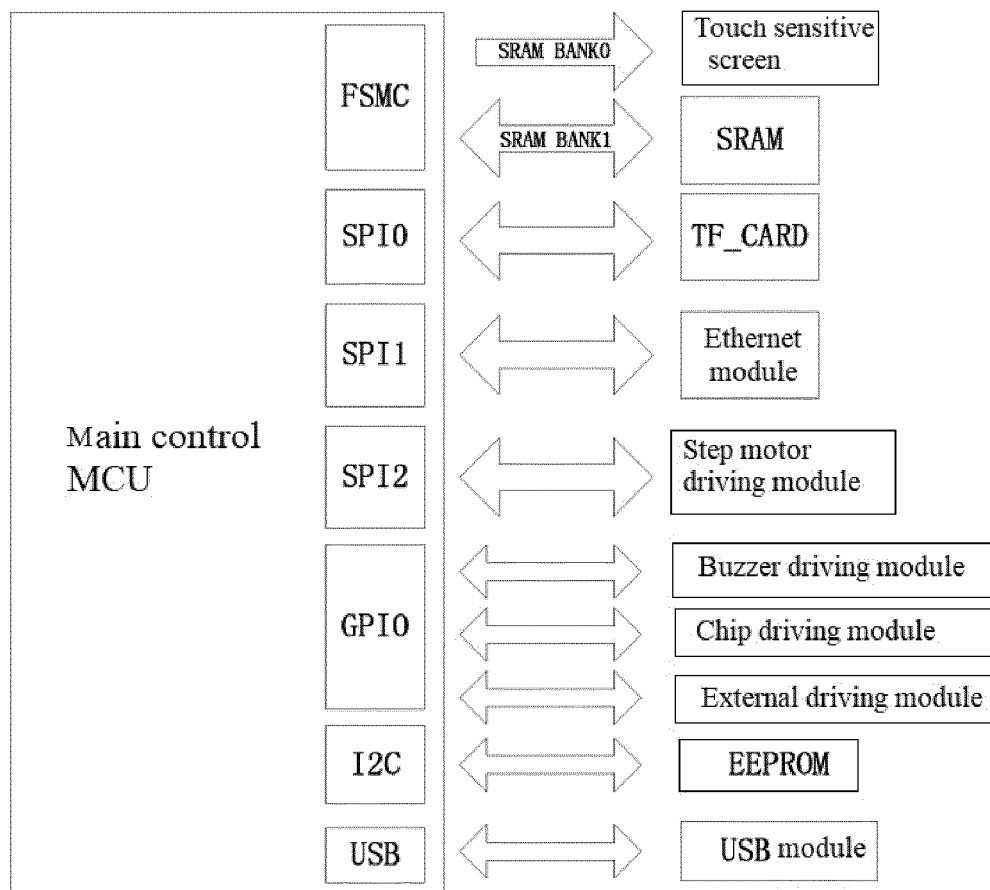 Main control
MCU
FSMC
SRAM BANK0
Touch sensitive
screen
SRAM BANK1
SRAM
SPI0
TF_CARD
SPI1
Ethernet
module
SPI2
Step motor
driving module
GPIO
Buzzer driving module
Chip driving module
External driving module
I2C
EEPROM
USB
USB module